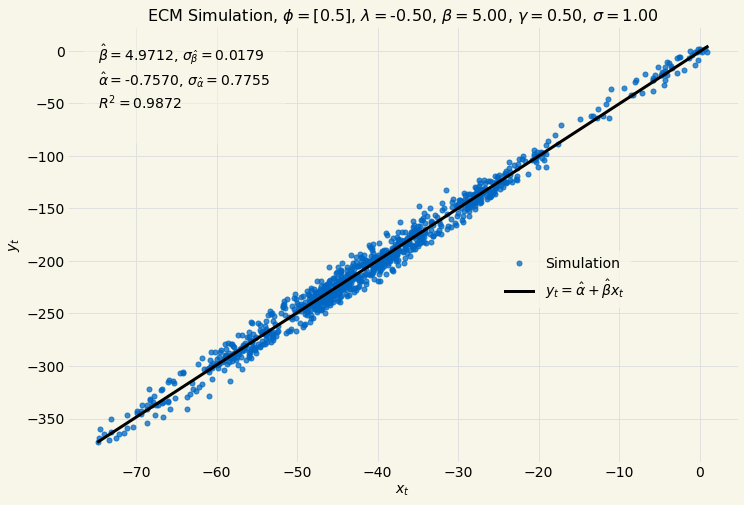 ECM Simulation, ϕ = [0.5], λ = -0.50, β = 5.00, γ = 0.50, σ = 1.00
β̂ = 4.9712, σ_β̂ = 0.0179
α̂ = -0.7570, σ_α̂ = 0.7755
R² = 0.9872
0
−50
−100
−150
−200
−250
−300
−350
y_t
Simulation
y_t = α̂ + β̂x_t
−70 −60 −50 −40 −30 −20 −10 0
x_t